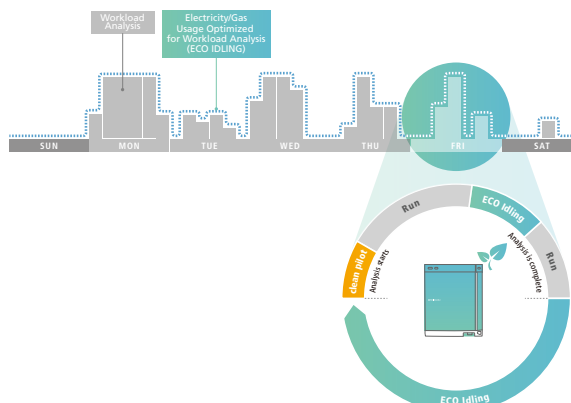 Workload
Analysis
Electricity/Gas
Usage Optimized
for Workload Analysis
(ECO IDLING)
SUN
MON
TUE
WED
THU
FRI
SAT
Run
ECO Idling
Run
clean pilot
Analysis starts
Analysis is complete
ECO Idling